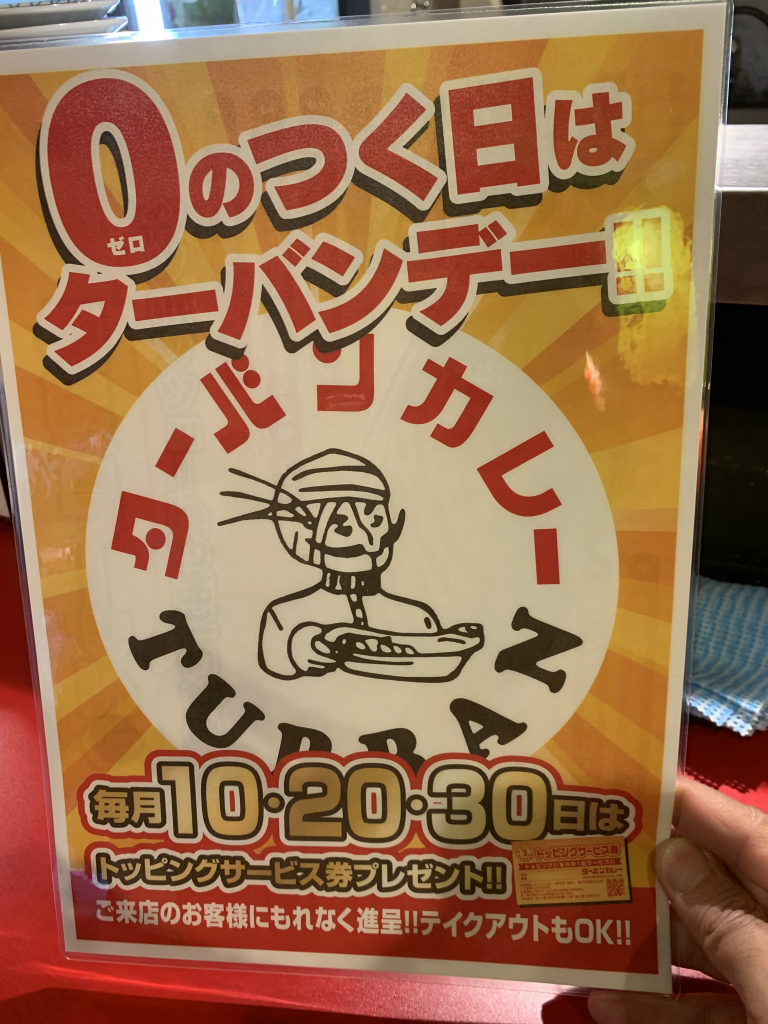 0のつく日は
ゼロ
ターバンデー!!
ターバンカレー
TURBAN
毎月10・20・30日は
トッピングサービス券プレゼント!!
トッピングサービス券
ターバンカレー
ご来店のお客様にもれなく進呈!!テイクアウトもOK!!